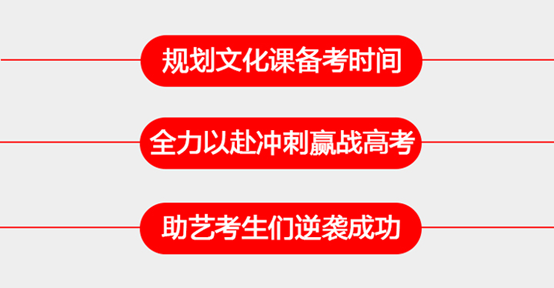 规划文化课备考时间
全力以赴冲刺赢战高考
助艺考生们逆袭成功